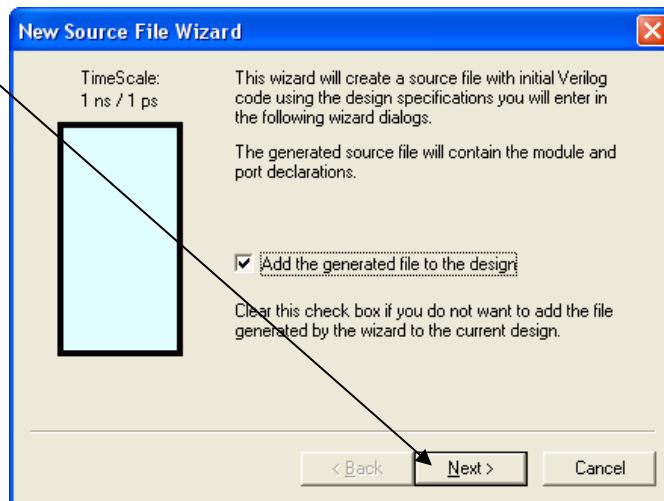 New Source File Wizard
TimeScale:
1 ns / 1 ps
This wizard will create a source file with initial Verilog
code using the design specifications you will enter in
the following wizard dialogs.
The generated source file will contain the module and
port declarations.
Add the generated file to the design
Clear this check box if you do not want to add the file
generated by the wizard to the current design.
< Back
Next >
Cancel